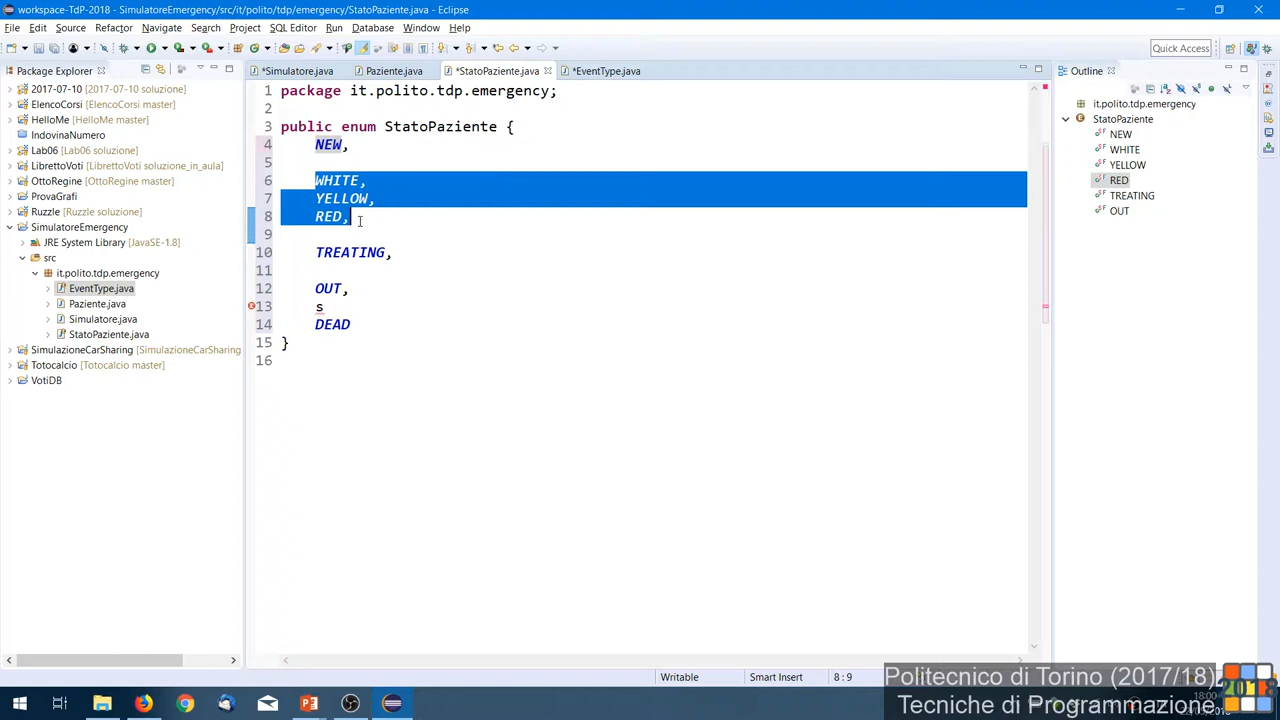 workspace-TdP-2018 - SimulatoreEmergency/src/it/polito/tdp/emergency/StatoPaziente.java - Eclipse
File Edit Source Refactor Navigate Search Project SQL Editor Run Database Window Help
Quick Access
Package Explorer
2017-07-10 [2017-07-10 soluzione]
ElencoCorsi [ElencoCorsi master]
HelloMe [HelloMe master]
IndovinaNumero
Lab06 [Lab06 soluzione]
LibrettoVoti [LibrettoVoti soluzione_in_aula]
OttoRegine [OttoRegine master]
ProvaGrafi
Ruzzle [Ruzzle soluzione]
SimulatoreEmergency
JRE System Library [JavaSE-1.8]
src
it.polito.tdp.emergency
EventType.java
Paziente.java
Simulatore.java
StatoPaziente.java
SimulazioneCarSharing [SimulazioneCarSharing
Totocalcio [Totocalcio master]
VotiDB
*Simulatore.java Paziente.java *StatoPaziente.java *EventType.java
1 package it.polito.tdp.emergency;
2
3 public enum StatoPaziente {
4 NEW,
5
6 WHITE,
7 YELLOW,
8 RED,
9
10 TREATING,
11
12 OUT,
13 s
14 DEAD
15 }
16
Outline
it.polito.tdp.emergency
StatoPaziente
NEW
WHITE
YELLOW
RED
TREATING
OUT
Writable Smart Insert 8 : 9
Politecnico di Torino (2017/18)
Tecniche di Programmazione
2018
18:00